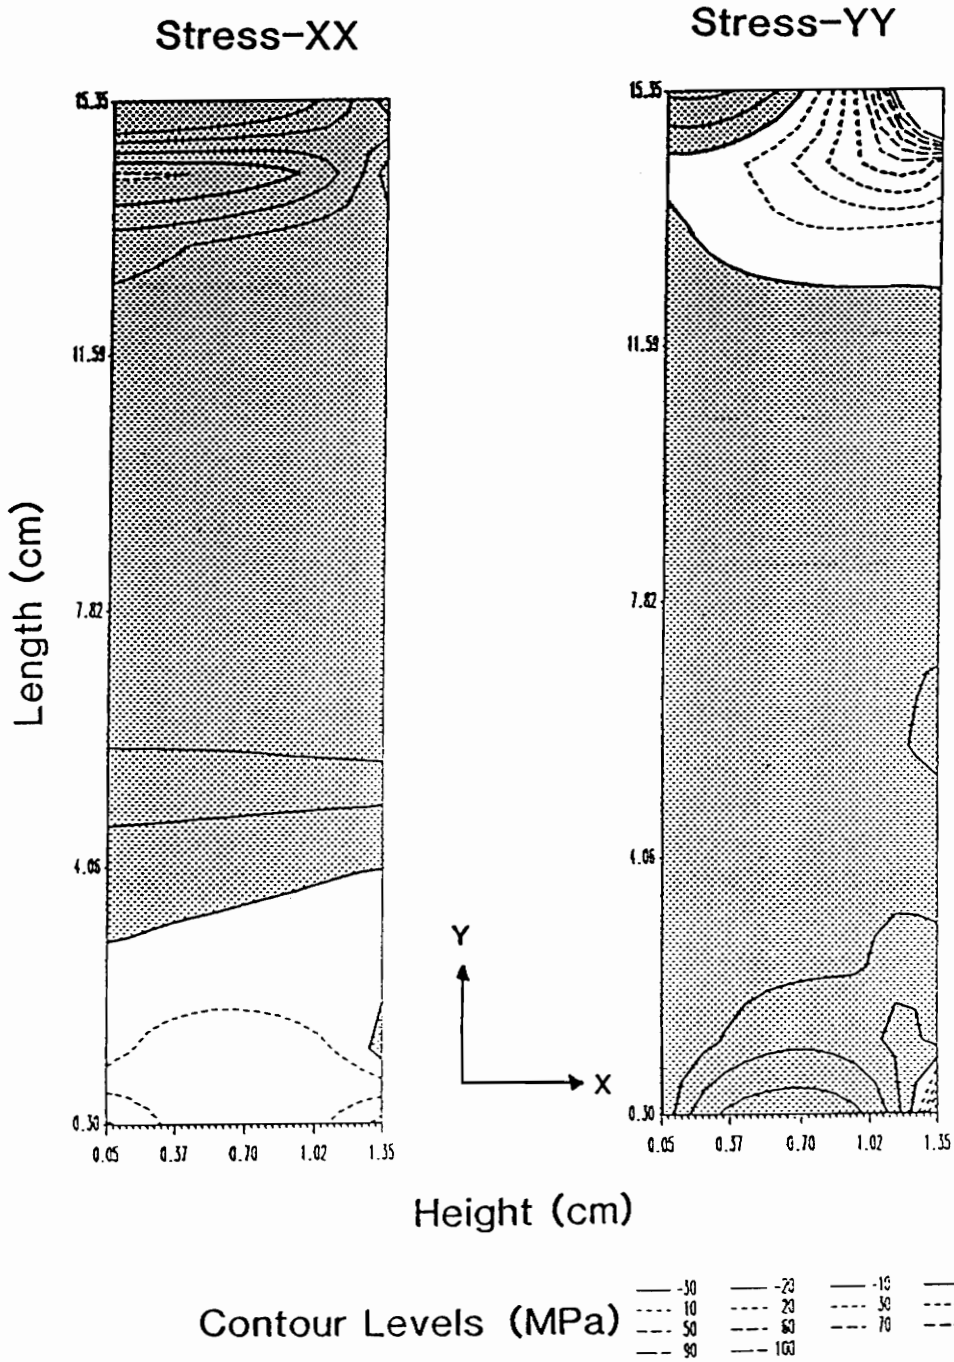 Stress-XX
Stress-YY
15.35
11.59
7.82
4.06
0.30
0.05 0.37 0.70 1.02 1.35
15.35
11.59
7.82
4.06
0.30
0.05 0.37 0.70 1.02 1.35
Length (cm)
Y
X
Height (cm)
Contour Levels (MPa)
-30 -20 -10
10 20 30
50 60 70
90 100